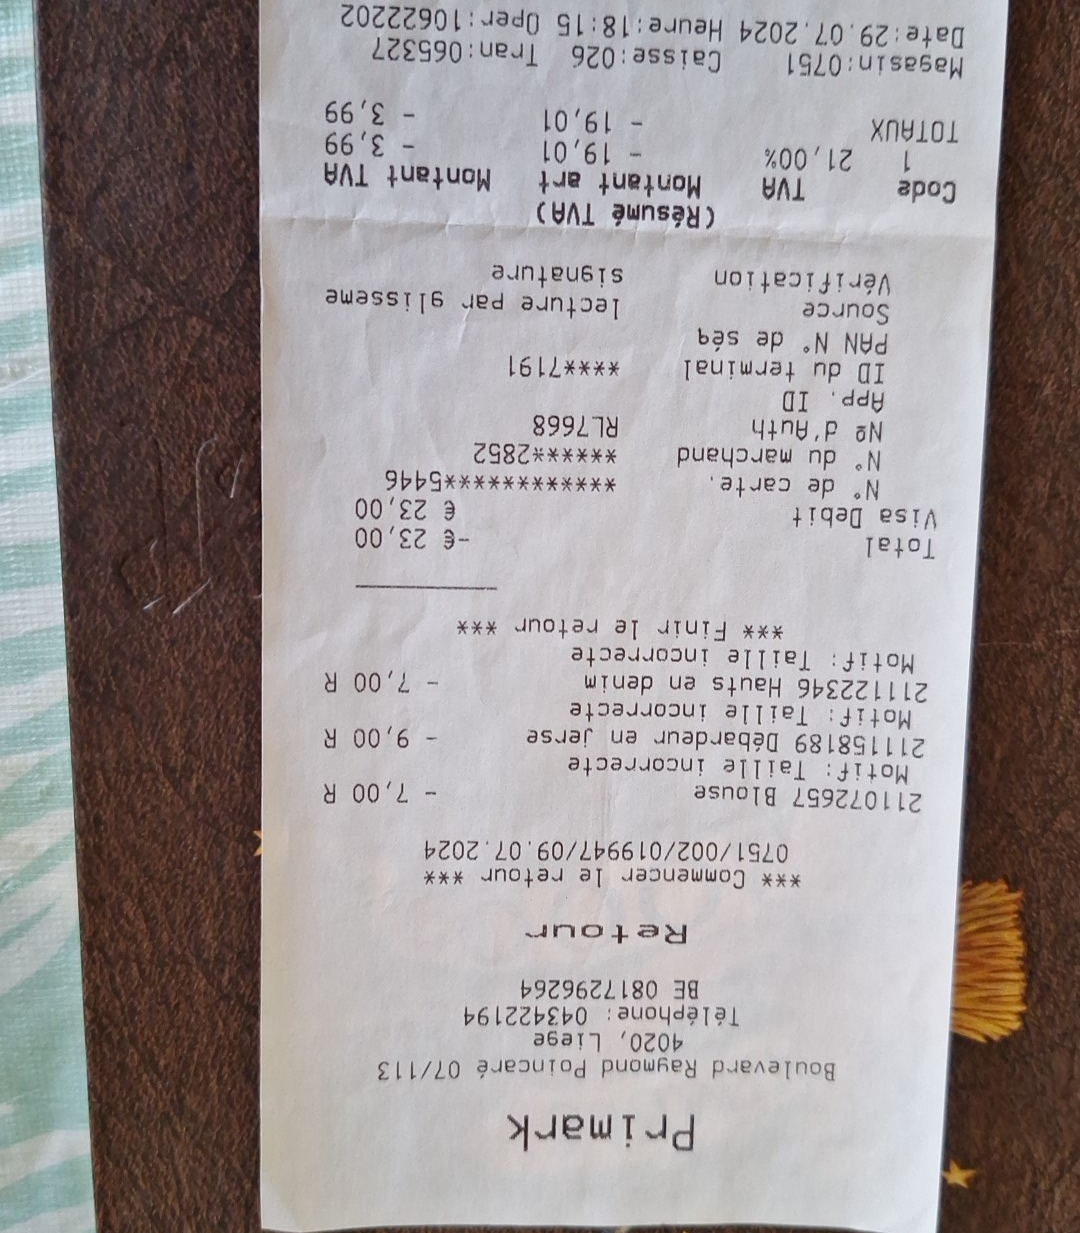 Primark
Boulevard Raymond Poincaré 07/113
4020, Liege
Téléphone: 043422194
BE 0817296264
Retour
*** Commencer le retour ***
0751/002/019947/09.07.2024
211072657 Blouse - 7,00 R
Motif: Taille incorrecte
211158189 Débardeur en jerse - 9,00 R
Motif: Taille incorrecte
211122346 Hauts en denim - 7,00 R
Motif: Taille incorrecte
*** Finir le retour ***
Total -€ 23,00
Visa Debit € 23,00
N° de carte. **************5446
N° du marchand *******2852
Nº d'Auth RL7668
App. ID
ID du terminal ****7191
PAN N° de séq
Source lecture par glisseme
Vérification signature
(Résumé TVA)
Code TVA Montant art Montant TVA
1 21,00% - 19,01 - 3,99
TOTAUX - 19,01 - 3,99
Magasin:0751 Caisse:026 Tran:065327
Date:29.07.2024 Heure:18:15 Oper:10622202